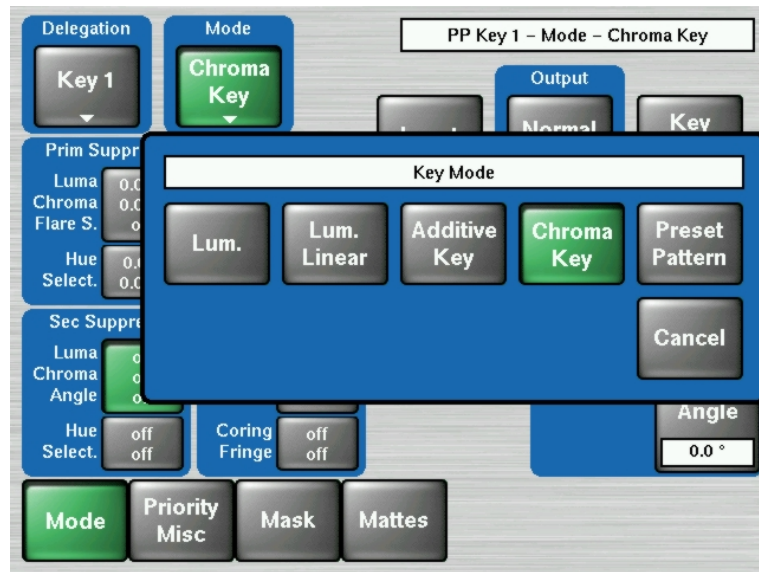 Delegation
Mode
PP Key 1 – Mode – Chroma Key
Key 1
Chroma
Key
Output
Normal
Key
Prim Suppr
Luma
Chroma
Flare S.
Hue
Select.
Key Mode
Lum.
Lum.
Linear
Additive
Key
Chroma
Key
Preset
Pattern
Cancel
Sec Suppre
Luma
Chroma
Angle
Hue
Select.
off
off
Coring
Fringe
off
off
Angle
0.0 °
Mode
Priority
Misc
Mask
Mattes